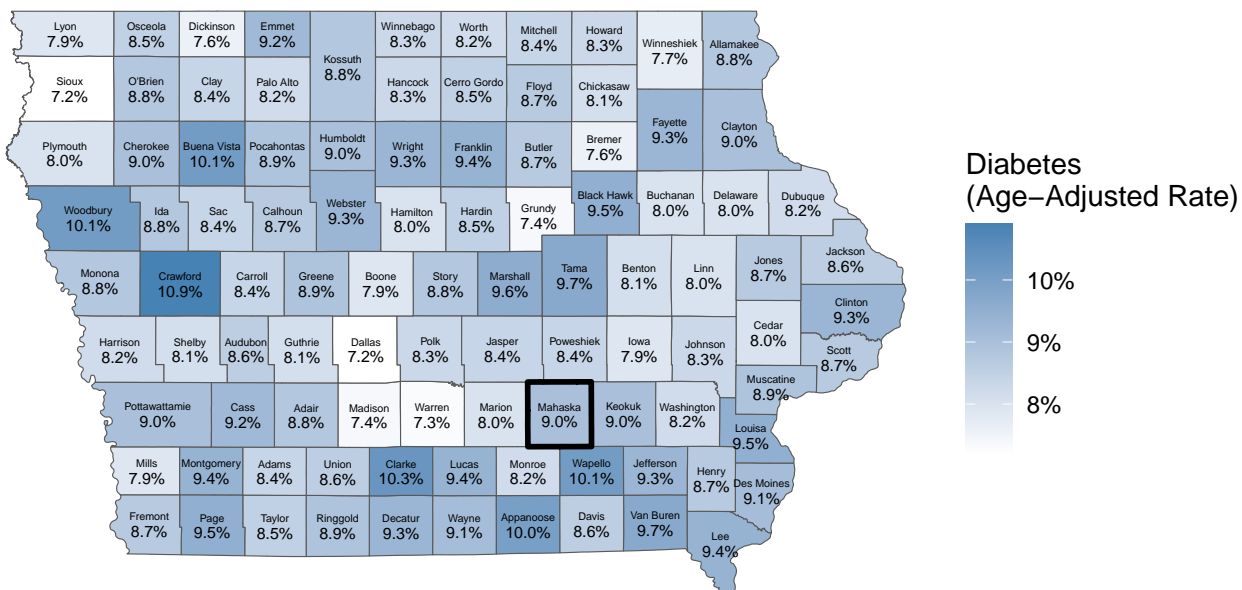 Lyon
7.9%
Osceola
8.5%
Dickinson
7.6%
Emmet
9.2%
Kossuth
8.8%
Winnebago
8.3%
Worth
8.2%
Mitchell
8.4%
Howard
8.3%
Winneshiek
7.7%
Allamakee
8.8%
Sioux
7.2%
O'Brien
8.8%
Clay
8.4%
Palo Alto
8.2%
Hancock
8.3%
Cerro Gordo
8.5%
Floyd
8.7%
Chickasaw
8.1%
Fayette
9.3%
Clayton
9.0%
Plymouth
8.0%
Cherokee
9.0%
Buena Vista
10.1%
Pocahontas
8.9%
Humboldt
9.0%
Wright
9.3%
Franklin
9.4%
Butler
8.7%
Bremer
7.6%
Woodbury
10.1%
Ida
8.8%
Sac
8.4%
Calhoun
8.7%
Webster
9.3%
Hamilton
8.0%
Hardin
8.5%
Grundy
7.4%
Black Hawk
9.5%
Buchanan
8.0%
Delaware
8.0%
Dubuque
8.2%
Monona
8.8%
Crawford
10.9%
Carroll
8.4%
Greene
8.9%
Boone
7.9%
Story
8.8%
Marshall
9.6%
Tama
9.7%
Benton
8.1%
Linn
8.0%
Jones
8.7%
Jackson
8.6%
Clinton
9.3%
Harrison
8.2%
Shelby
8.1%
Audubon
8.6%
Guthrie
8.1%
Dallas
7.2%
Polk
8.3%
Jasper
8.4%
Poweshiek
8.4%
Iowa
7.9%
Johnson
8.3%
Cedar
8.0%
Scott
8.7%
Muscatine
8.9%
Pottawattamie
9.0%
Cass
9.2%
Adair
8.8%
Madison
7.4%
Warren
7.3%
Marion
8.0%
Mahaska
9.0%
Keokuk
9.0%
Washington
8.2%
Louisa
9.5%
Mills
7.9%
Montgomery
9.4%
Adams
8.4%
Union
8.6%
Clarke
10.3%
Lucas
9.4%
Monroe
8.2%
Wapello
10.1%
Jefferson
9.3%
Henry
8.7%
Des Moines
9.1%
Fremont
8.7%
Page
9.5%
Taylor
8.5%
Ringgold
8.9%
Decatur
9.3%
Wayne
9.1%
Appanoose
10.0%
Davis
8.6%
Van Buren
9.7%
Lee
9.4%
Diabetes
(Age−Adjusted Rate)
10%
9%
8%